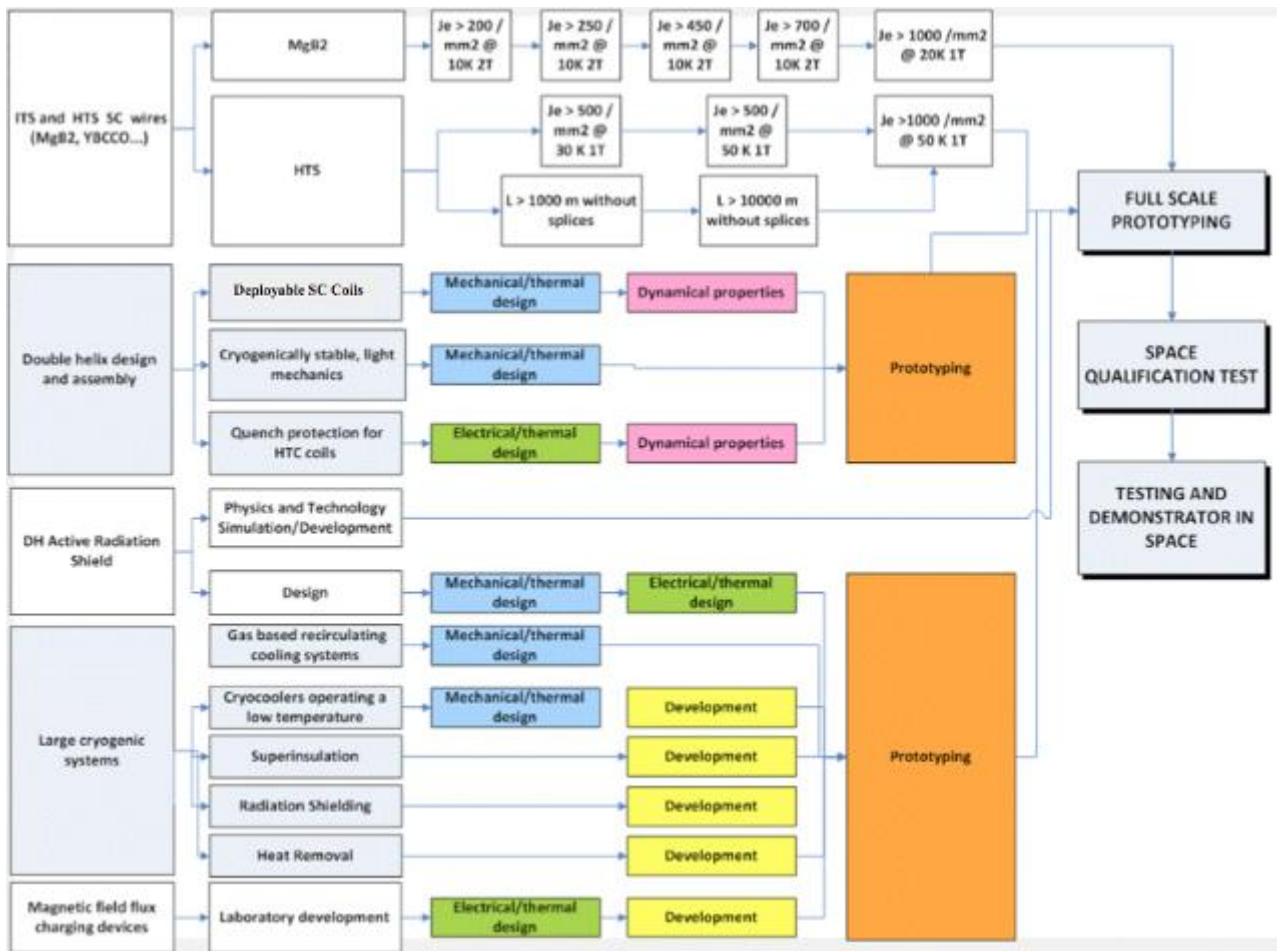 MgB2
Je > 200 /
mm2 @
10K 2T
Je > 250 /
mm2 @
10K 2T
Je > 450 /
mm2 @
10K 2T
Je > 700 /
mm2 @
10K 2T
Je > 1000 /mm2
@ 20K 1T
ITS and HTS SC wires
(MgB2, YBCCO...)
HTS
Je > 500 /
mm2 @
30 K 1T
Je > 500 /
mm2 @
50 K 1T
Je >1000 /mm2
@ 50 K 1T
L > 1000 m without
splices
L > 10000 m
without splices
FULL SCALE
PROTOTYPING
Double helix design
and assembly
Deployable SC Coils
Mechanical/thermal
design
Dynamical properties
Cryogenically stable, light
mechanics
Mechanical/thermal
design
Quench protection for
HTC coils
Electrical/thermal
design
Dynamical properties
Prototyping
SPACE
QUALIFICATION TEST
TESTING AND
DEMONSTRATOR IN
SPACE
DH Active Radiation
Shield
Physics and Technology
Simulation/Development
Design
Mechanical/thermal
design
Electrical/thermal
design
Large cryogenic
systems
Gas based recirculating
cooling systems
Mechanical/thermal
design
Cryocoolers operating a
low temperature
Mechanical/thermal
design
Development
Superinsulation
Development
Radiation Shielding
Development
Heat Removal
Development
Prototyping
Magnetic field flux
charging devices
Laboratory development
Electrical/thermal
design
Development